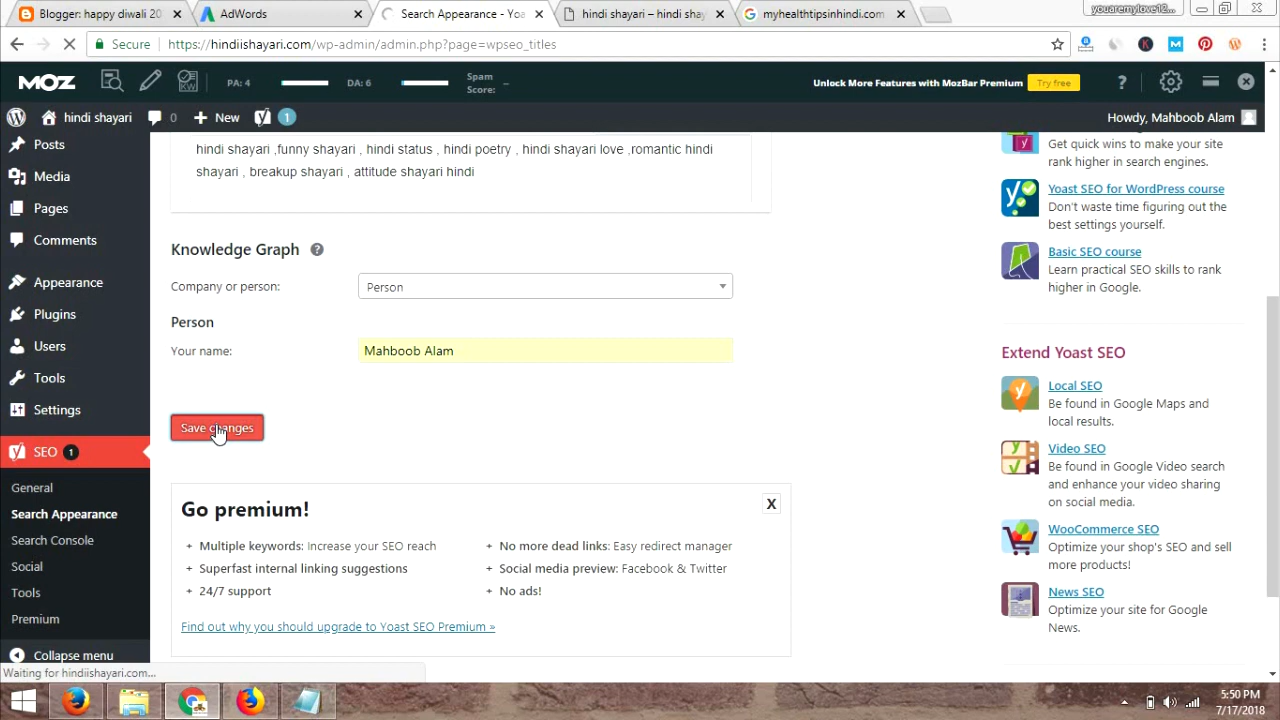 Blogger: happy diwali 20
AdWords
Search Appearance - Yoa
hindi shayari – hindi sha
myhealthtipsinhindi.com
youaremylove12...
Secure
https://hindiishayari.com/wp-admin/admin.php?page=wpseo_titles
MOZ
PA: 4
DA: 6
Spam
Score:
Unlock More Features with MozBar Premium
Try free
hindi shayari
0
New
1
Howdy, Mahboob Alam
Posts
Media
Pages
Comments
Appearance
Plugins
Users
Tools
Settings
SEO 1
General
Search Appearance
Search Console
Social
Tools
Premium
Collapse menu
hindi shayari ,funny shayari , hindi status , hindi poetry , hindi shayari love ,romantic hindi
shayari , breakup shayari , attitude shayari hindi
Knowledge Graph
Company or person:
Person
Person
Your name:
Mahboob Alam
Save changes
Go premium!
X
+ Multiple keywords: Increase your SEO reach
+ Superfast internal linking suggestions
+ 24/7 support
+ No more dead links: Easy redirect manager
+ Social media preview: Facebook & Twitter
+ No ads!
Find out why you should upgrade to Yoast SEO Premium »
Get quick wins to make your site
rank higher in search engines.
Yoast SEO for WordPress course
Don't waste time figuring out the
best settings yourself.
Basic SEO course
Learn practical SEO skills to rank
higher in Google.
Extend Yoast SEO
Local SEO
Be found in Google Maps and
local results.
Video SEO
Be found in Google Video search
and enhance your video sharing
on social media.
WooCommerce SEO
Optimize your shop's SEO and sell
more products!
News SEO
Optimize your site for Google
News.
Waiting for hindiishayari.com...
5:50 PM
7/17/2018